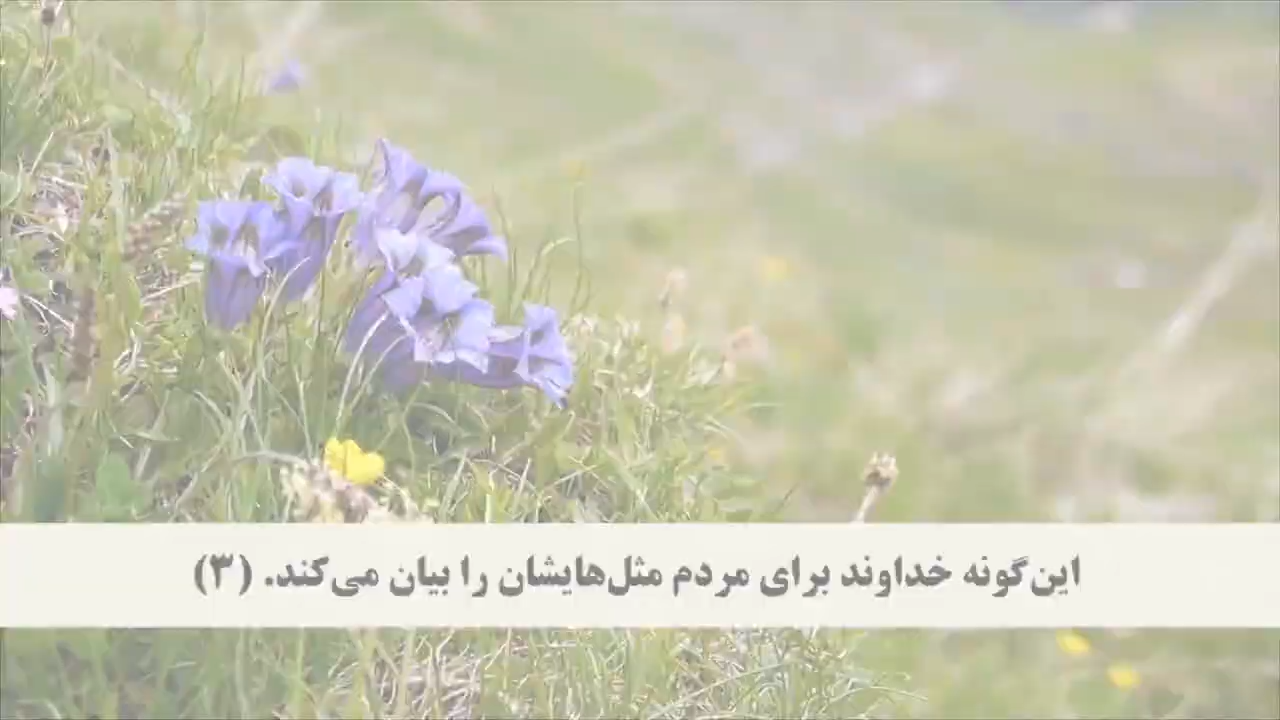 این‌گونه خداوند برای مردم مثل‌هایشان را بیان می‌کند. (۳)